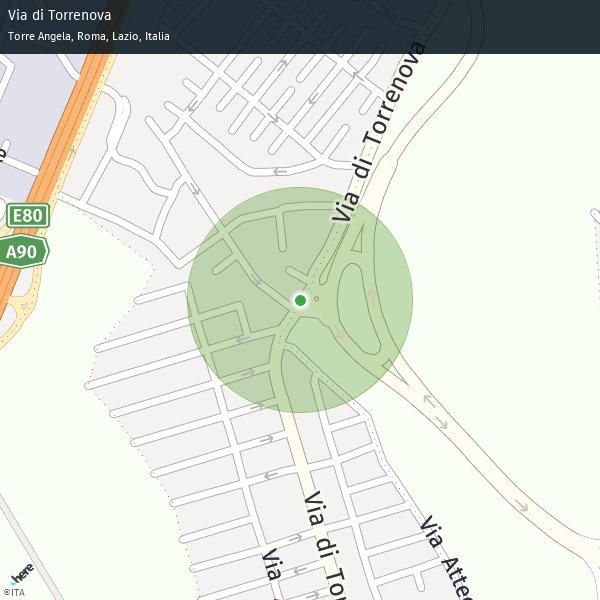 Via di Torrenova
Torre Angela, Roma, Lazio, Italia
Via di Torrenova
E80
A90
Via di
Via Atte
Via
here
©ITA